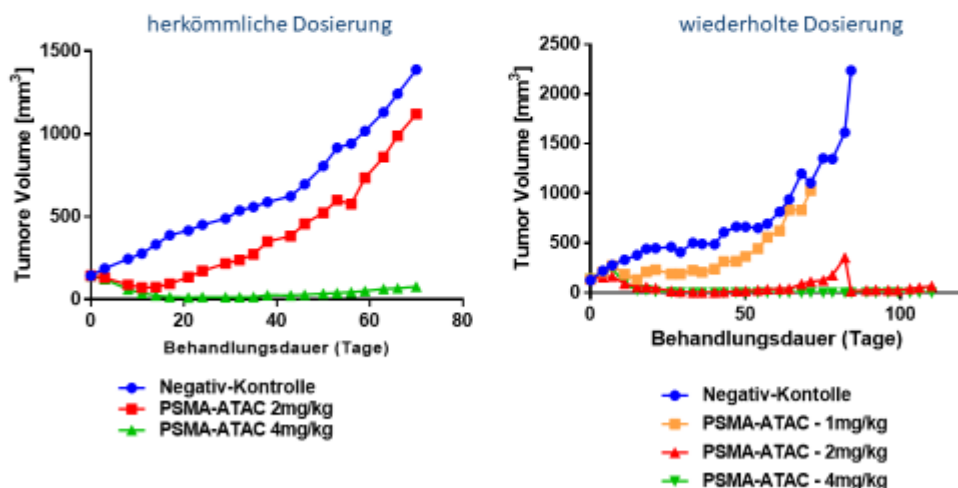 herkömmliche Dosierung
1500
1000
500
0
Tumore Volume [mm³]
0 20 40 60 80
Behandlungsdauer (Tage)
Negativ-Kontrolle
PSMA-ATAC 2mg/kg
PSMA-ATAC 4mg/kg
wiederholte Dosierung
2500
2000
1500
1000
500
0
Tumor Volume [mm³]
0 50 100
Behandlungsdauer (Tage)
Negativ-Kontolle
PSMA-ATAC - 1mg/kg
PSMA-ATAC - 2mg/kg
PSMA-ATAC - 4mg/kg